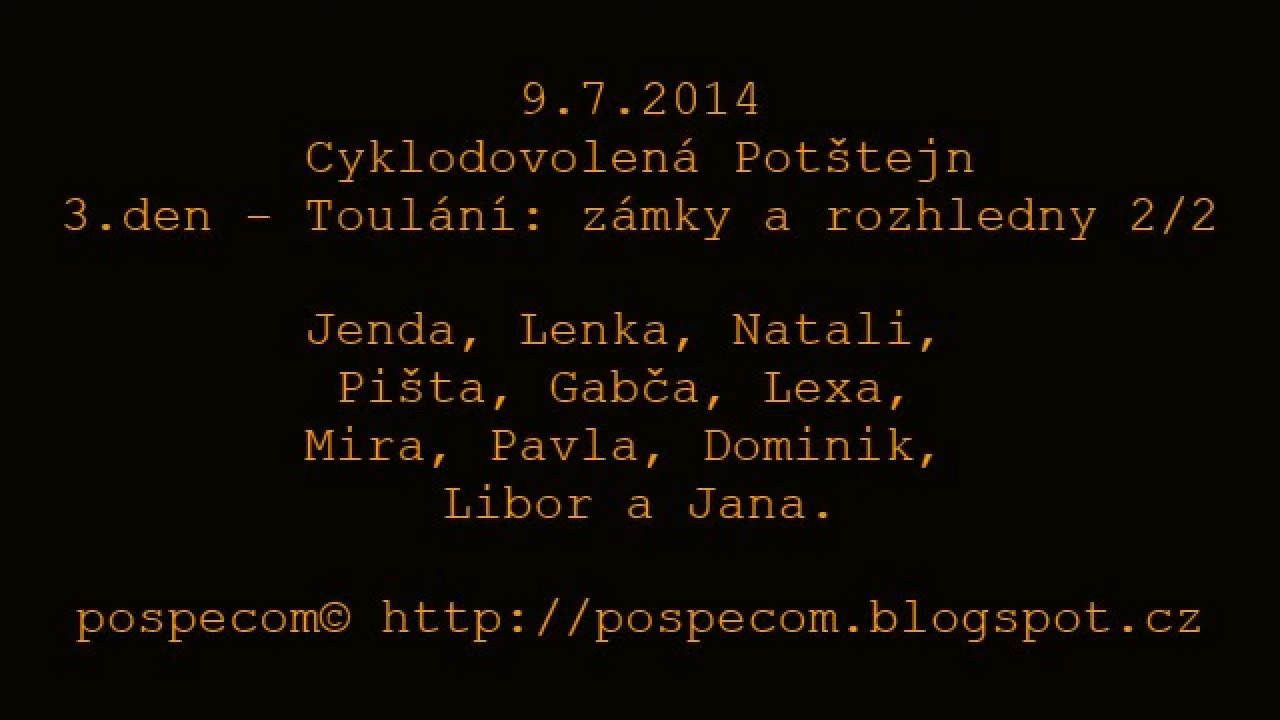 9.7.2014
Cyklodovolená Potštejn
3.den - Toulání: zámky a rozhledny 2/2
Jenda, Lenka, Natali,
Pišta, Gabča, Lexa,
Mira, Pavla, Dominik,
Libor a Jana.
pospecom© http://pospecom.blogspot.cz